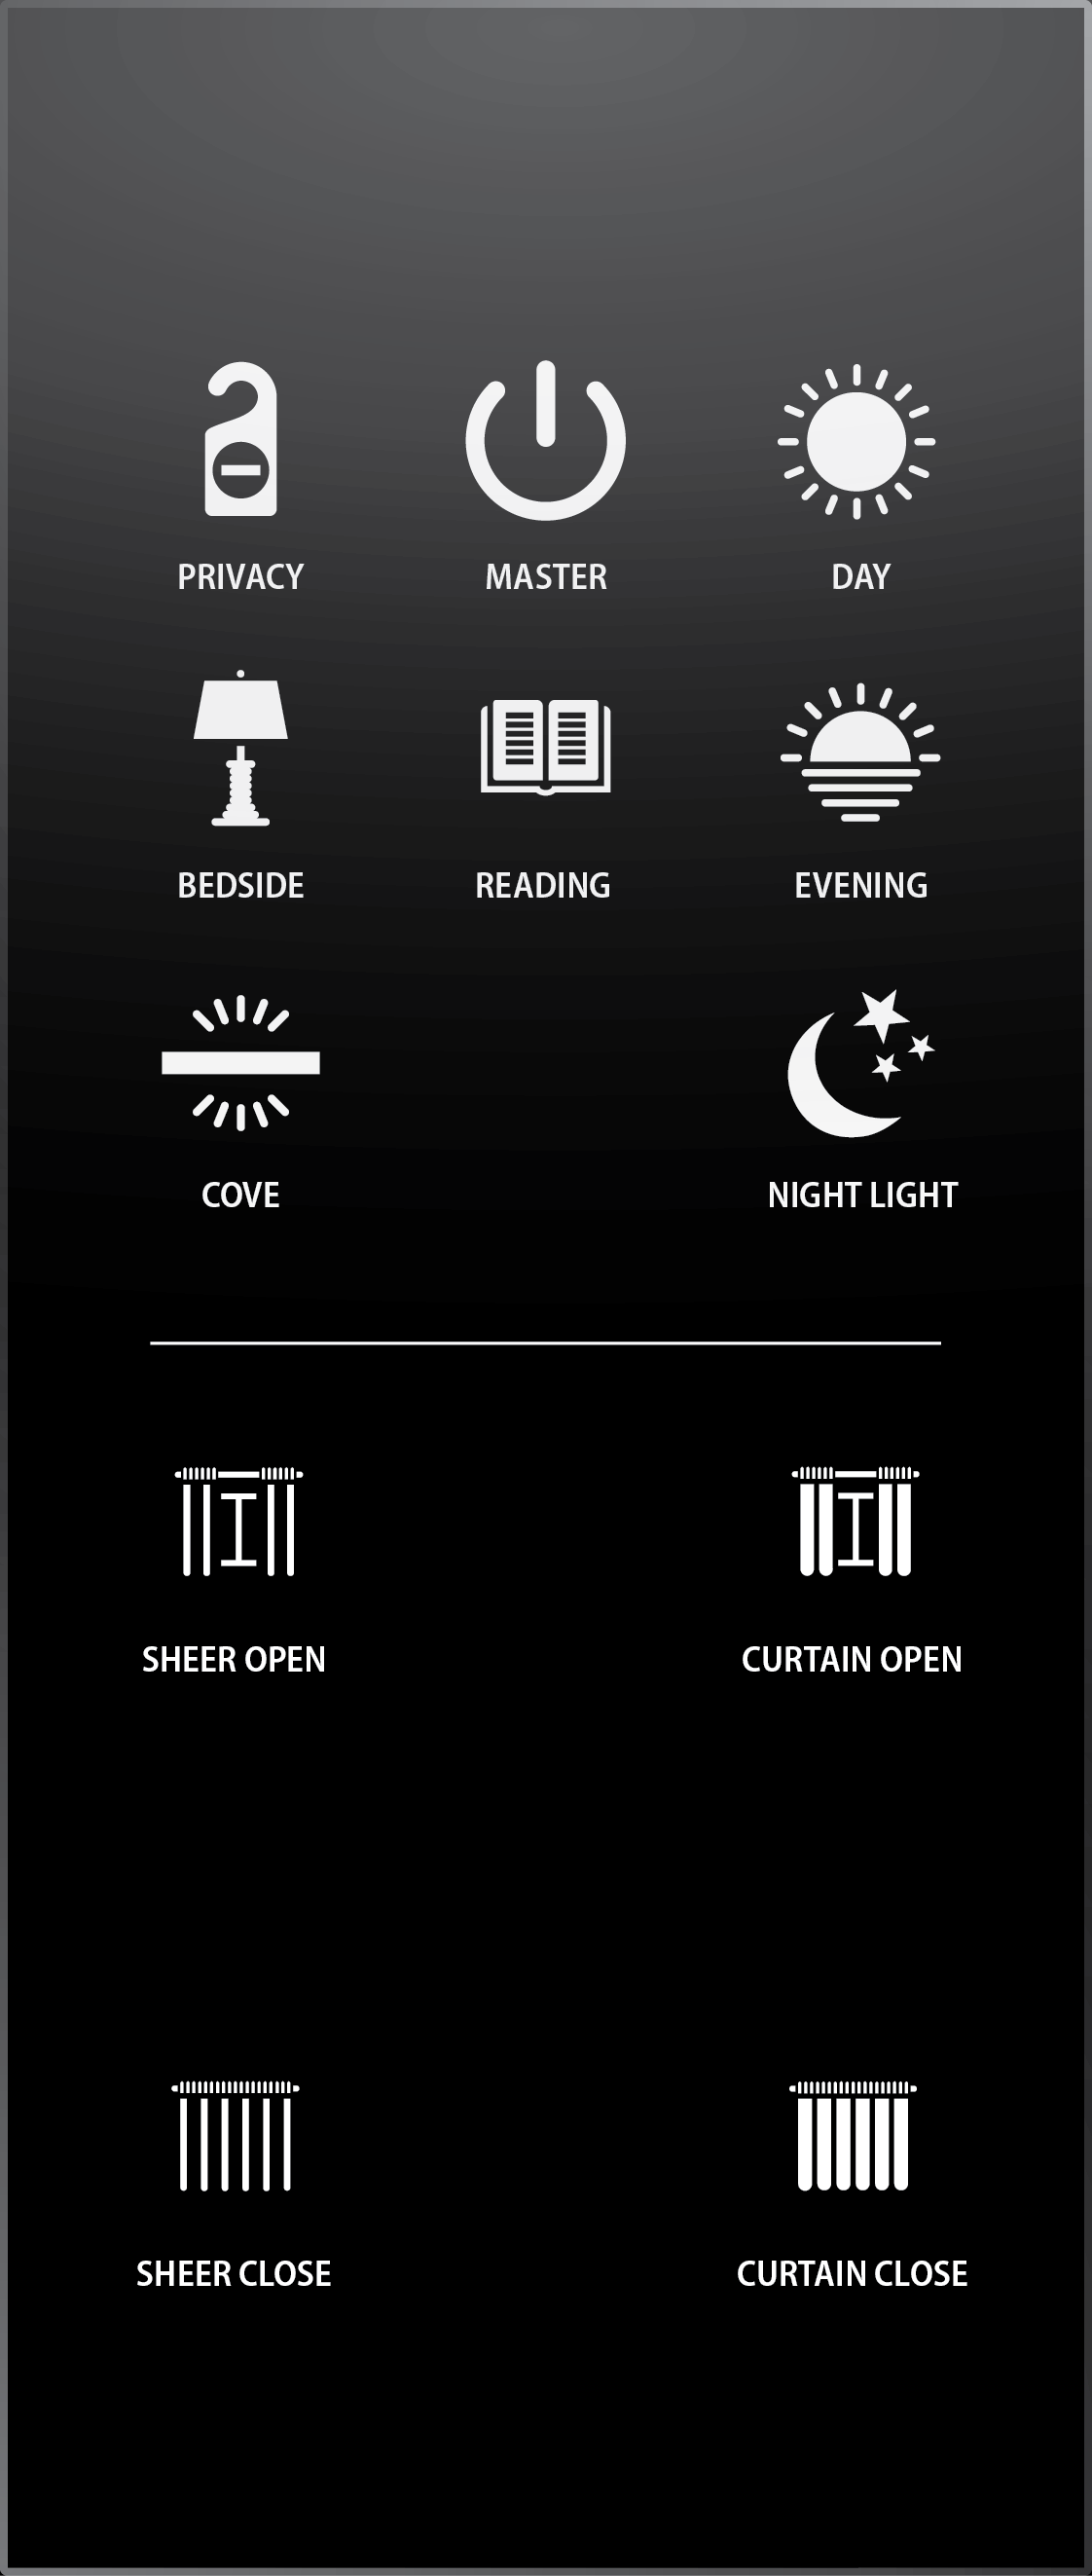 PRIVACY
MASTER
DAY
BEDSIDE
READING
EVENING
COVE
NIGHT LIGHT
SHEER OPEN
CURTAIN OPEN
SHEER CLOSE
CURTAIN CLOSE